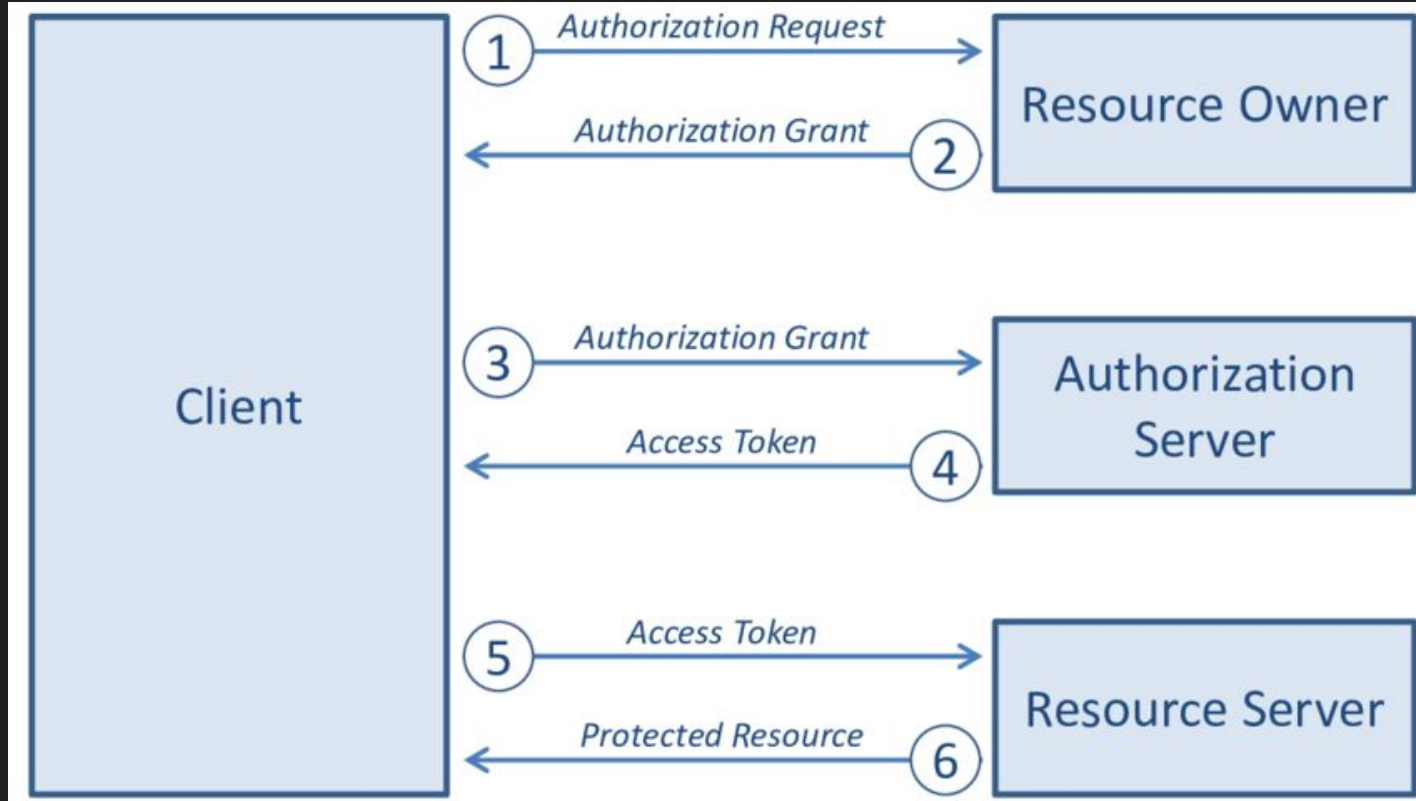 1
Authorization Request
Resource Owner
Authorization Grant
2
3
Authorization Grant
Authorization
Server
Client
Access Token
4
5
Access Token
Resource Server
Protected Resource
6